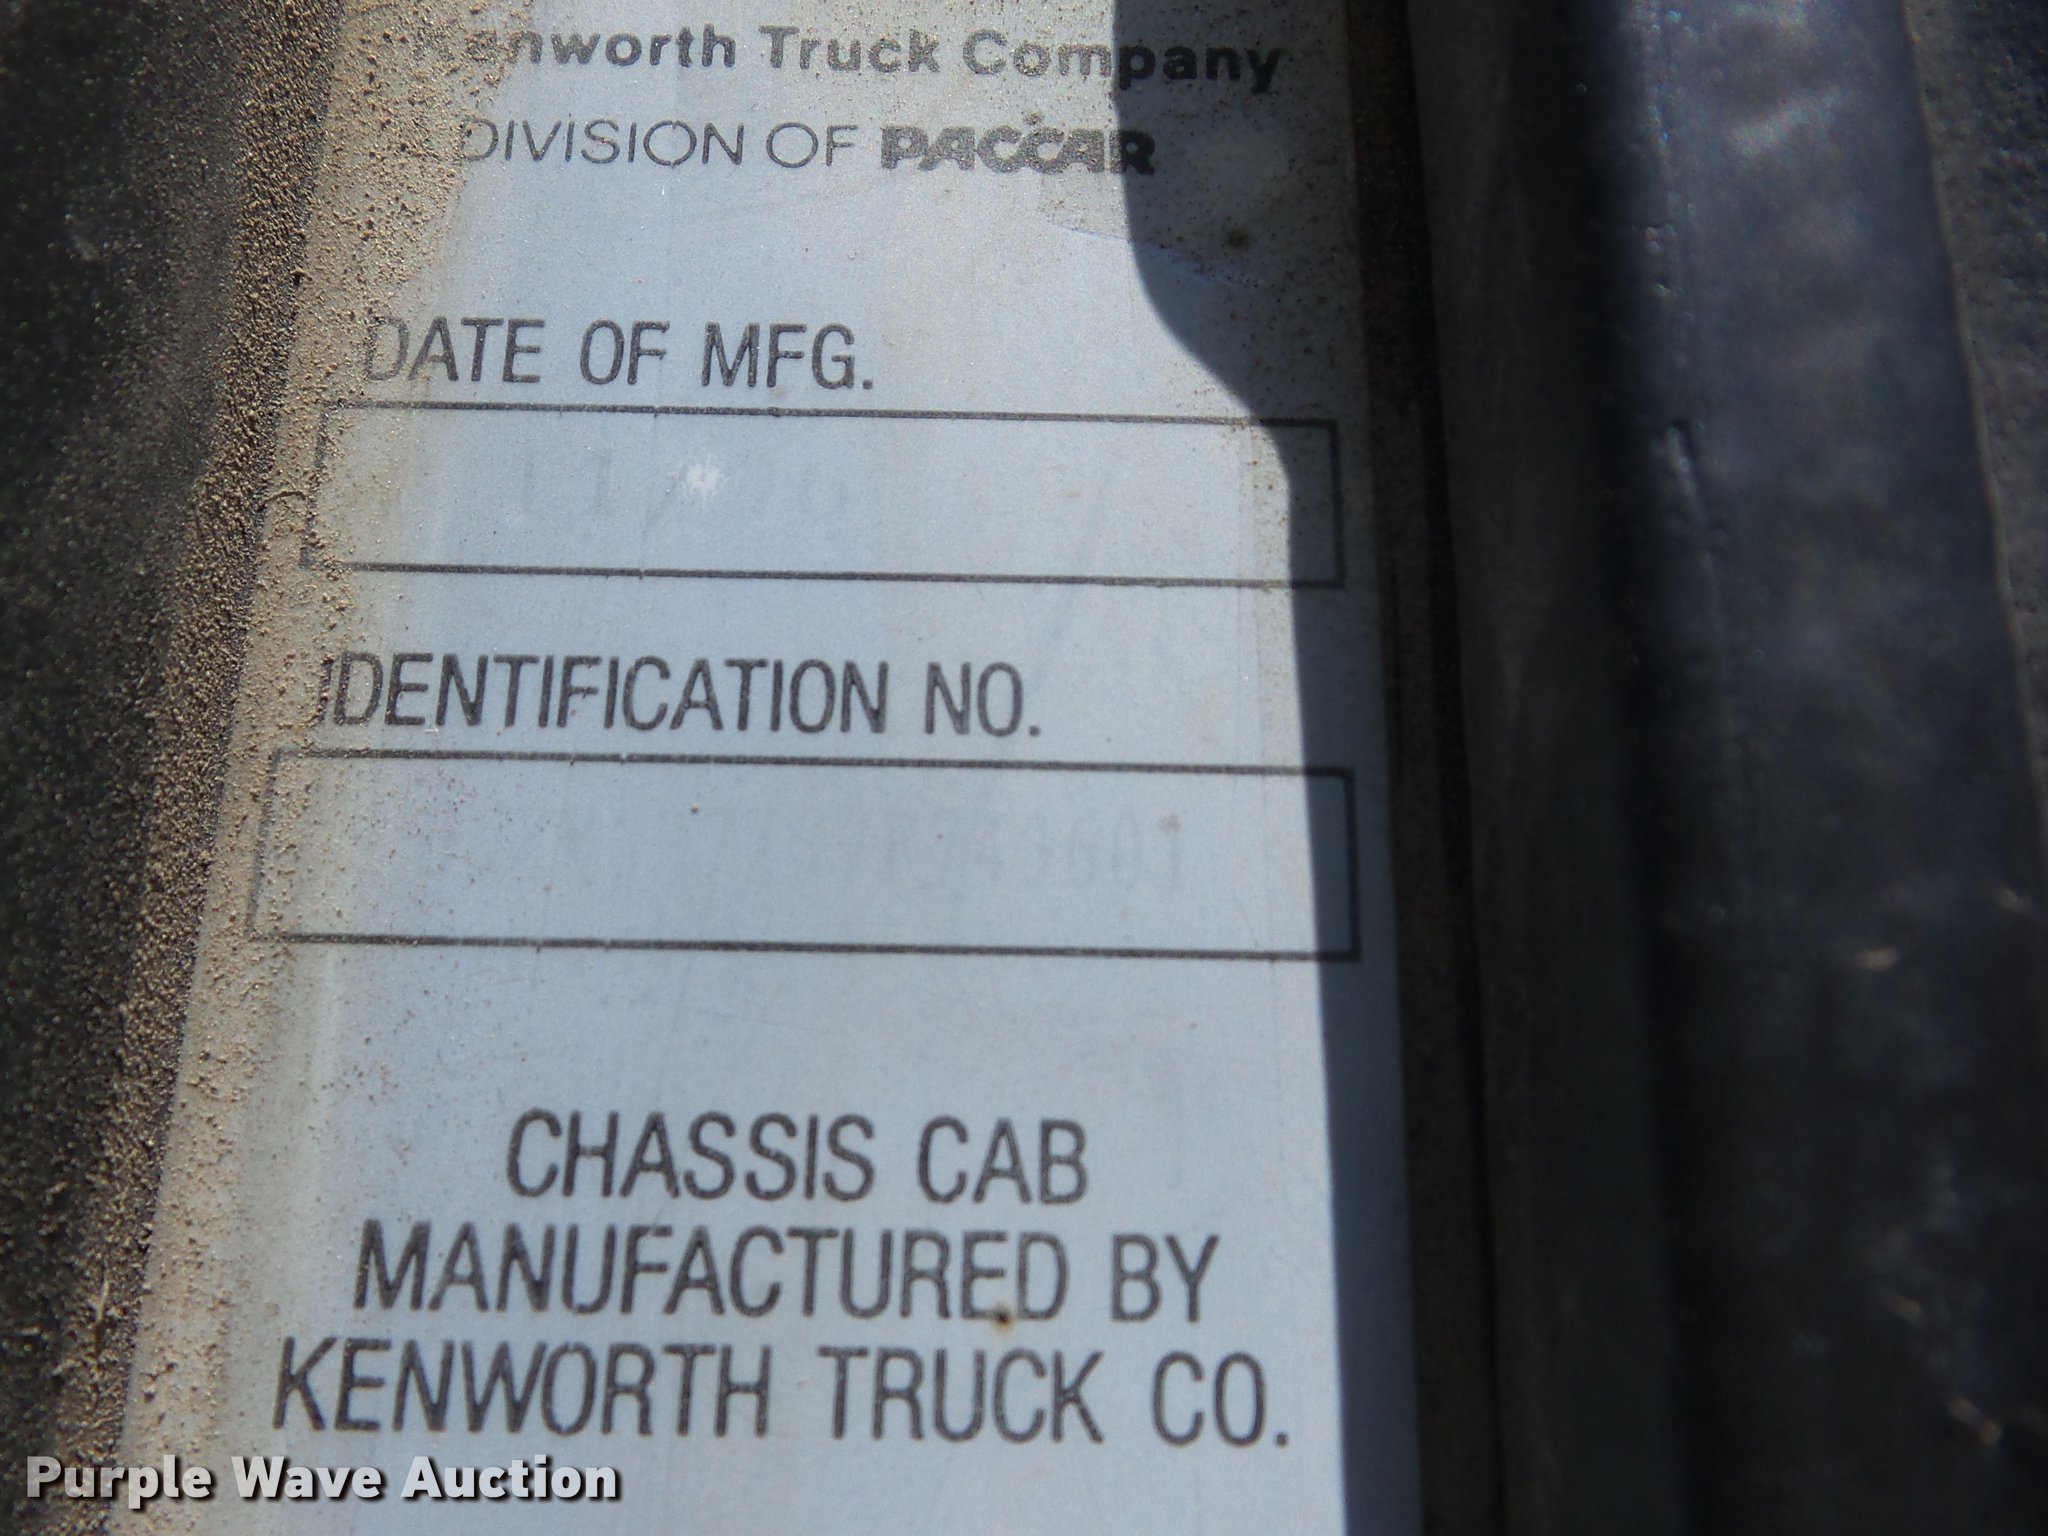 Kenworth Truck Company
DIVISION OF PACCAR
DATE OF MFG.
IDENTIFICATION NO.
CHASSIS CAB
MANUFACTURED BY
KENWORTH TRUCK CO.
Purple Wave Auction